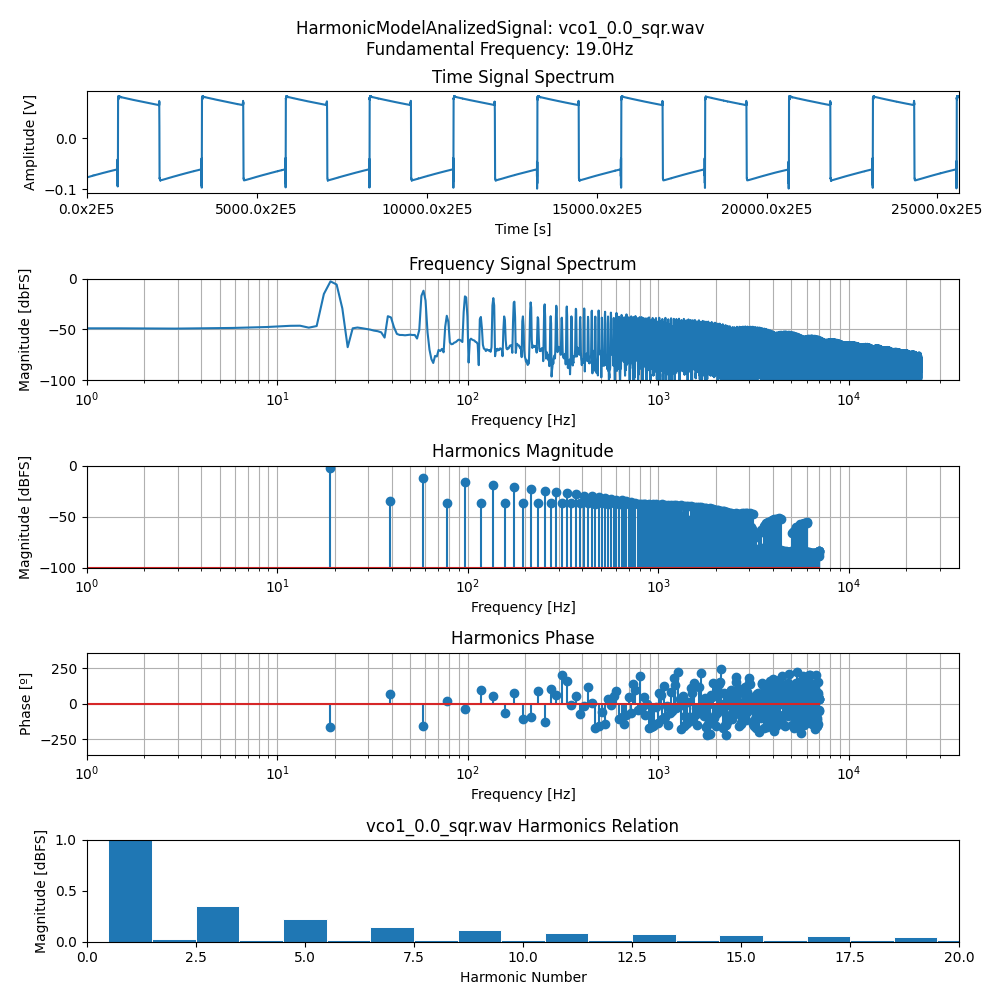 HarmonicModelAnalizedSignal: vco1_0.0_sqr.wav
Fundamental Frequency: 19.0Hz
Time Signal Spectrum
Amplitude [V]
0.0
−0.1
0.0x2E5 5000.0x2E5 10000.0x2E5 15000.0x2E5 20000.0x2E5 25000.0x2E5
Time [s]
Frequency Signal Spectrum
Magnitude [dbFS]
0
−50
−100
10^0 10^1 10^2 10^3 10^4
Frequency [Hz]
Harmonics Magnitude
Magnitude [dBFS]
0
−50
−100
10^0 10^1 10^2 10^3 10^4
Frequency [Hz]
Harmonics Phase
Phase [º]
250
0
−250
10^0 10^1 10^2 10^3 10^4
Frequency [Hz]
vco1_0.0_sqr.wav Harmonics Relation
Magnitude [dBFS]
1.0
0.5
0.0
0.0 2.5 5.0 7.5 10.0 12.5 15.0 17.5 20.0
Harmonic Number